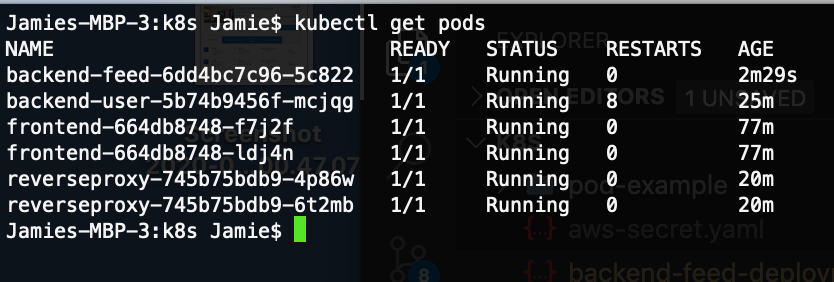 Jamies-MBP-3:k8s Jamie$ kubectl get pods
NAME                            READY   STATUS    RESTARTS   AGE
backend-feed-6dd4bc7c96-5c822   1/1     Running   0          2m29s
backend-user-5b74b9456f-mcjqg   1/1     Running   8          25m
frontend-664db8748-f7j2f        1/1     Running   0          77m
frontend-664db8748-ldj4n        1/1     Running   0          77m
reverseproxy-745b75bdb9-4p86w   1/1     Running   0          20m
reverseproxy-745b75bdb9-6t2mb   1/1     Running   0          20m
Jamies-MBP-3:k8s Jamie$
EXPLORER
1
OPEN EDITORS
1 UNSAVED
Screenshot
K8S
pod-example
aws-secret.yaml
8